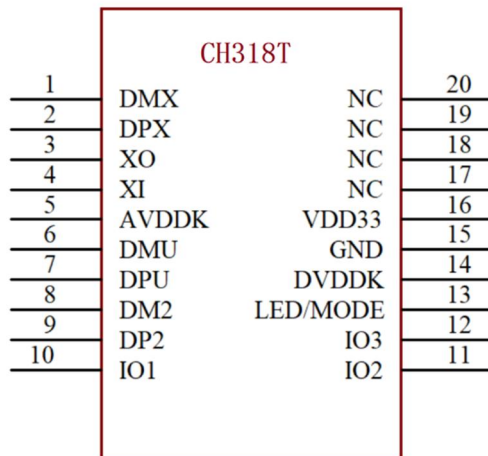 CH318T
1 DMX NC 20
2 DPX NC 19
3 XO NC 18
4 XI NC 17
5 AVDDK VDD33 16
6 DMU GND 15
7 DPU DVDDK 14
8 DM2 LED/MODE 13
9 DP2 IO3 12
10 IO1 IO2 11